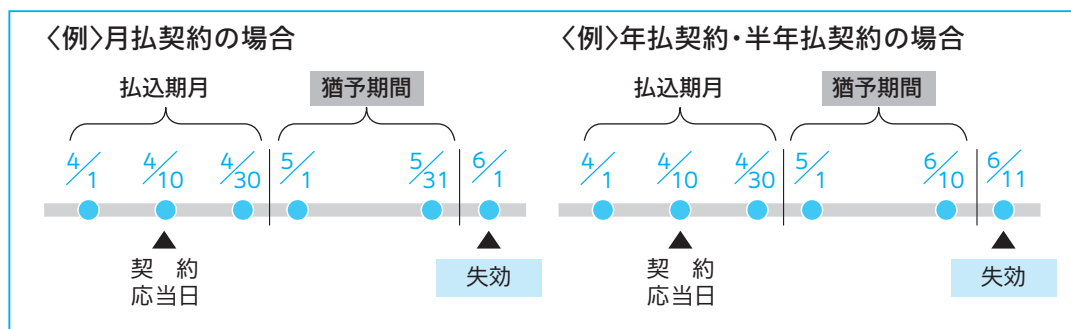 〈例〉月払契約の場合
払込期月 猶予期間
4/1 4/10 4/30 5/1 5/31 6/1
契 約
応当日
失効
〈例〉年払契約・半年払契約の場合
払込期月 猶予期間
4/1 4/10 4/30 5/1 6/10 6/11
契 約
応当日
失効